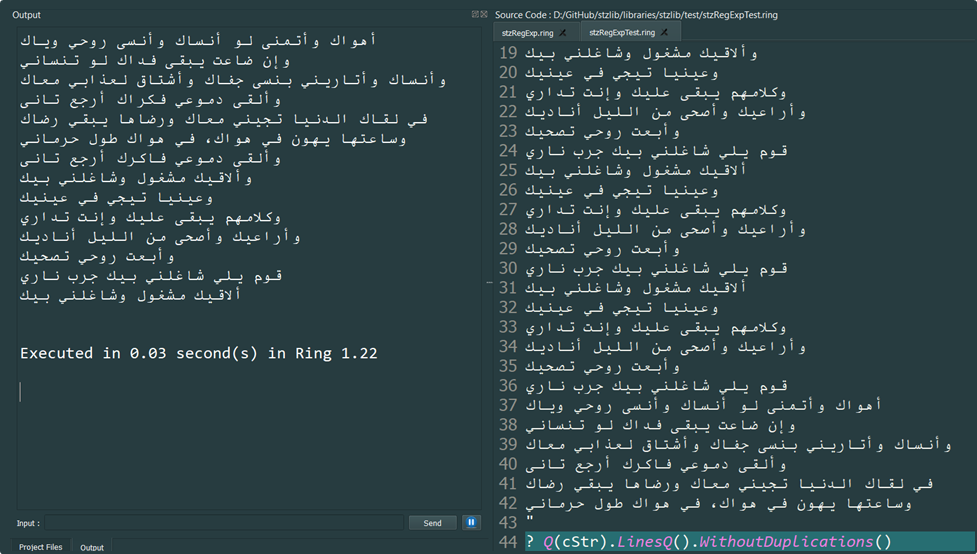 Output
أهواك وأتمنى لو أنساك وأنسى روحي وياك
وإن ضاعت يبقى فداك لو تنساني
وأنساك وأتاريني بنسى جفاك وأشتاق لعذابي معاك
وألقى دموعي فكراك أرجع تانى
في لقاك الدنيا تجيني معاك ورضاها يبقي رضاك
وساعتها يهون في هواك، في هواك طول حرماني
وألقى دموعي فاكرك أرجع تانى
وألاقيك مشغول وشاغلني بيك
وعينيا تيجي في عينيك
وكلامهم يبقى عليك وإنت تداري
وأراعيك وأصحى من الليل أناديك
وأبعت روحي تصحيك
قوم يلي شاغلني بيك جرب ناري
ألاقيك مشغول وشاغلني بيك
Executed in 0.03 second(s) in Ring 1.22
Input :
Send
Project Files
Output
Source Code : D:/GitHub/stzlib/libraries/stzlib/test/stzRegExpTest.ring
stzRegExp.ring
stzRegExpTest.ring
19 وألاقيك مشغول وشاغلني بيك
20 وعينيا تيجي في عينيك
21 وكلامهم يبقى عليك وإنت تداري
22 وأراعيك وأصحى من الليل أناديك
23 وأبعت روحي تصحيك
24 قوم يلي شاغلني بيك جرب ناري
25 ألاقيك مشغول وشاغلني بيك
26 وعينيا تيجي في عينيك
27 وكلامهم يبقى عليك وإنت تداري
28 وأراعيك وأصحى من الليل أناديك
29 وأبعت روحي تصحيك
30 قوم يلي شاغلني بيك جرب ناري
31 ألاقيك مشغول وشاغلني بيك
32 وعينيا تيجي في عينيك
33 وكلامهم يبقى عليك وإنت تداري
34 وأراعيك وأصحى من الليل أناديك
35 وأبعت روحي تصحيك
36 قوم يلي شاغلني بيك جرب ناري
37 أهواك وأتمنى لو أنساك وأنسى روحي وياك
38 وإن ضاعت يبقى فداك لو تنساني
39 وأنساك وأتاريني بنسى جفاك وأشتاق لعذابي معاك
40 وألقى دموعي فاكرك أرجع تانى
41 في لقاك الدنيا تجيني معاك ورضاها يبقي رضاك
42 وساعتها يهون في هواك، في هواك طول حرماني
43 "
44 ? Q(cStr).LinesQ().WithoutDuplications()